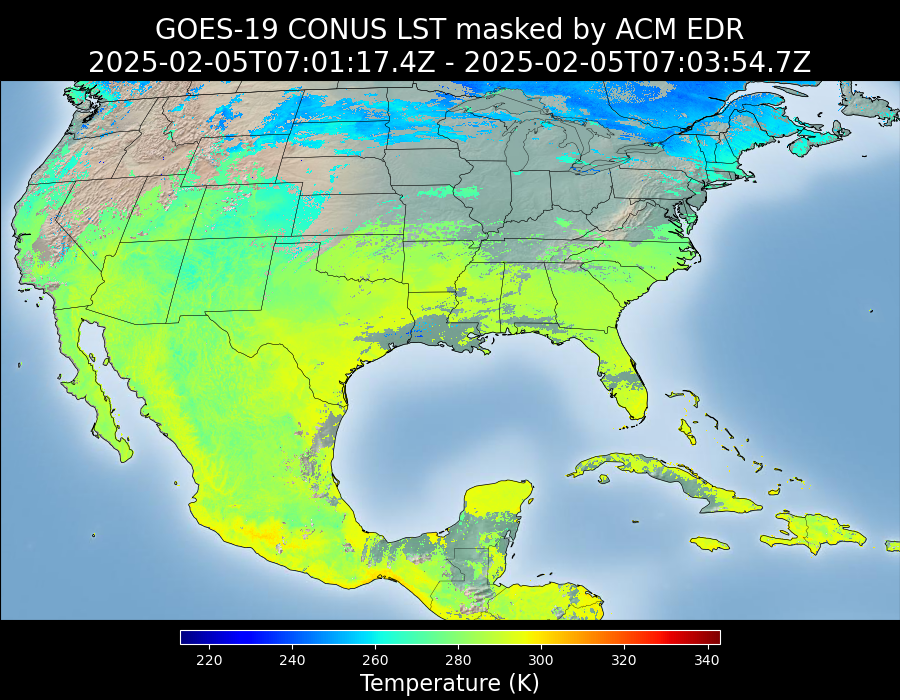 GOES-19 CONUS LST masked by ACM EDR
2025-02-05T07:01:17.4Z - 2025-02-05T07:03:54.7Z
220 240 260 280 300 320 340
Temperature (K)